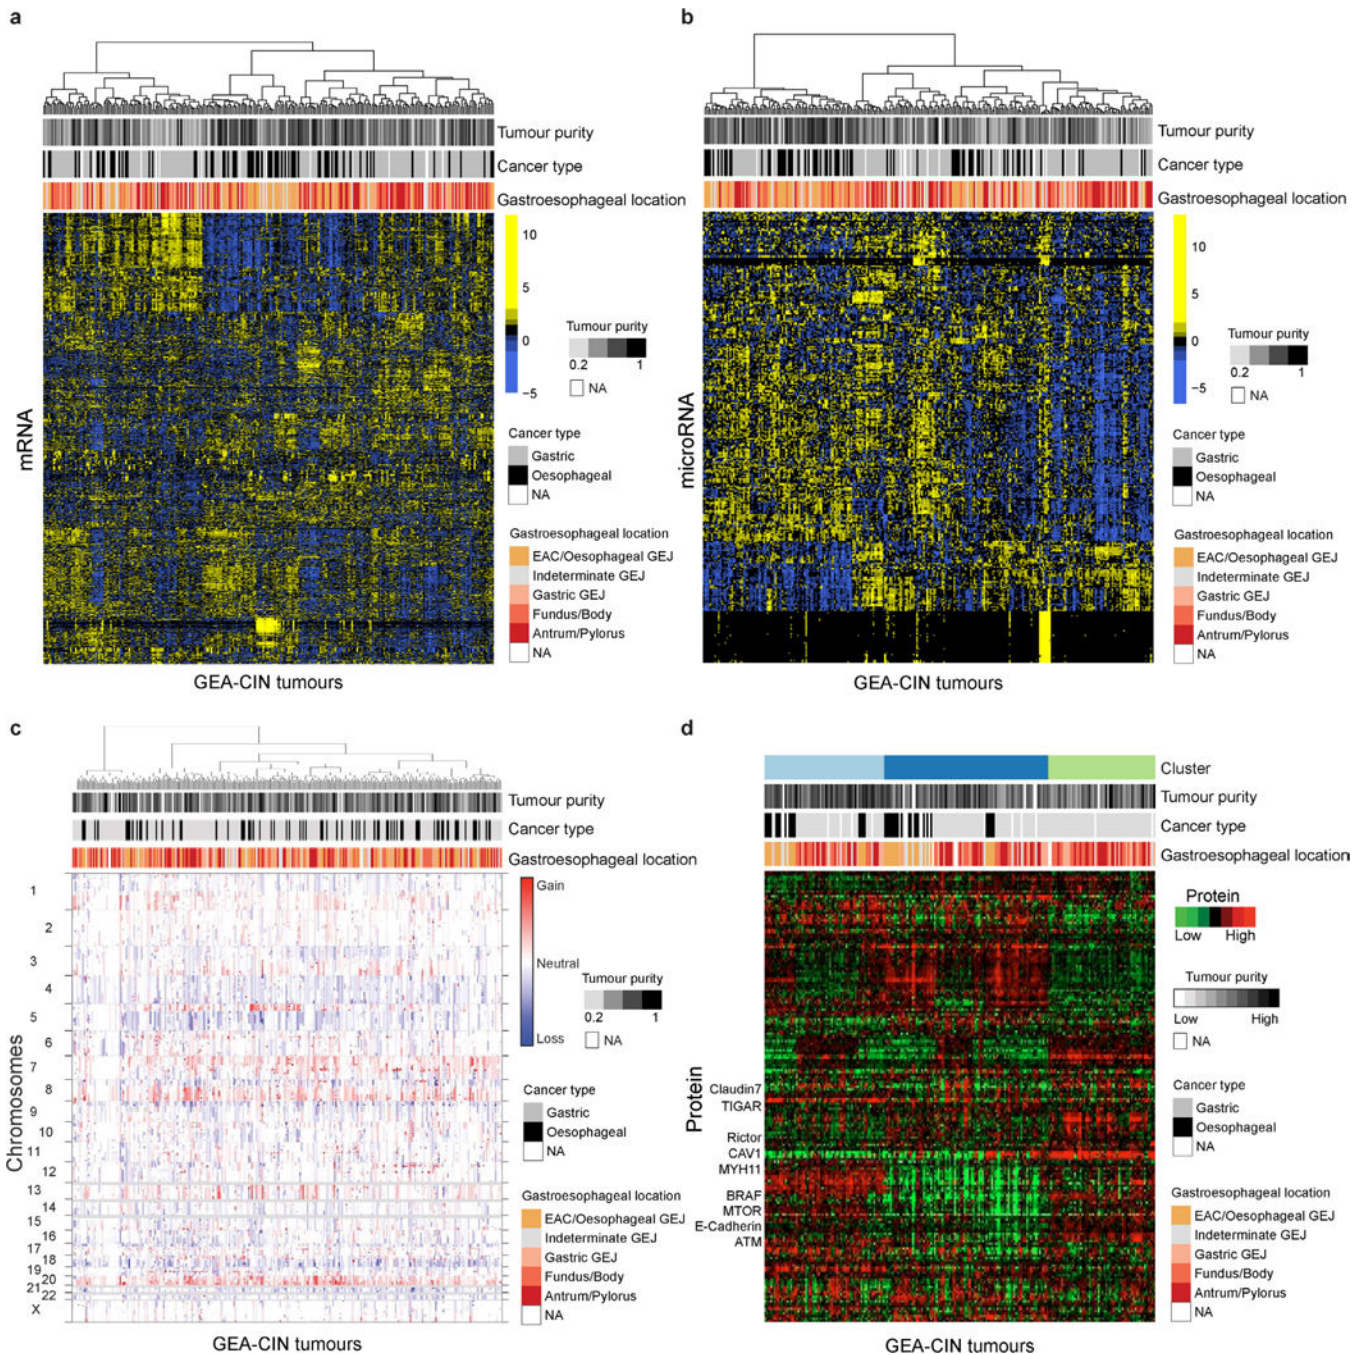 a
Tumour purity
Cancer type
Gastroesophageal location
10
5
0
−5
Tumour purity
0.2 1
NA
Cancer type
Gastric
Oesophageal
NA
Gastroesophageal location
EAC/Oesophageal GEJ
Indeterminate GEJ
Gastric GEJ
Fundus/Body
Antrum/Pylorus
NA
mRNA
GEA-CIN tumours
b
Tumour purity
Cancer type
Gastroesophageal location
10
5
0
−5
Tumour purity
0.2 1
NA
Cancer type
Gastric
Oesophageal
NA
Gastroesophageal location
EAC/Oesophageal GEJ
Indeterminate GEJ
Gastric GEJ
Fundus/Body
Antrum/Pylorus
NA
microRNA
GEA-CIN tumours
c
Tumour purity
Cancer type
Gastroesophageal location
1
2
3
4
5
6
7
8
9
10
11
12
13
14
15
16
17
18
19
20
21
22
X
Chromosomes
Gain
Neutral
Loss
Tumour purity
0.2 1
NA
Cancer type
Gastric
Oesophageal
NA
Gastroesophageal location
EAC/Oesophageal GEJ
Indeterminate GEJ
Gastric GEJ
Fundus/Body
Antrum/Pylorus
NA
GEA-CIN tumours
d
Cluster
Tumour purity
Cancer type
Gastroesophageal location
Protein
Low High
Tumour purity
Low High
NA
Cancer type
Gastric
Oesophageal
NA
Gastroesophageal location
EAC/Oesophageal GEJ
Indeterminate GEJ
Gastric GEJ
Fundus/Body
Antrum/Pylorus
NA
Protein
Claudin7
TIGAR
Rictor
CAV1
MYH11
BRAF
MTOR
E-Cadherin
ATM
GEA-CIN tumours